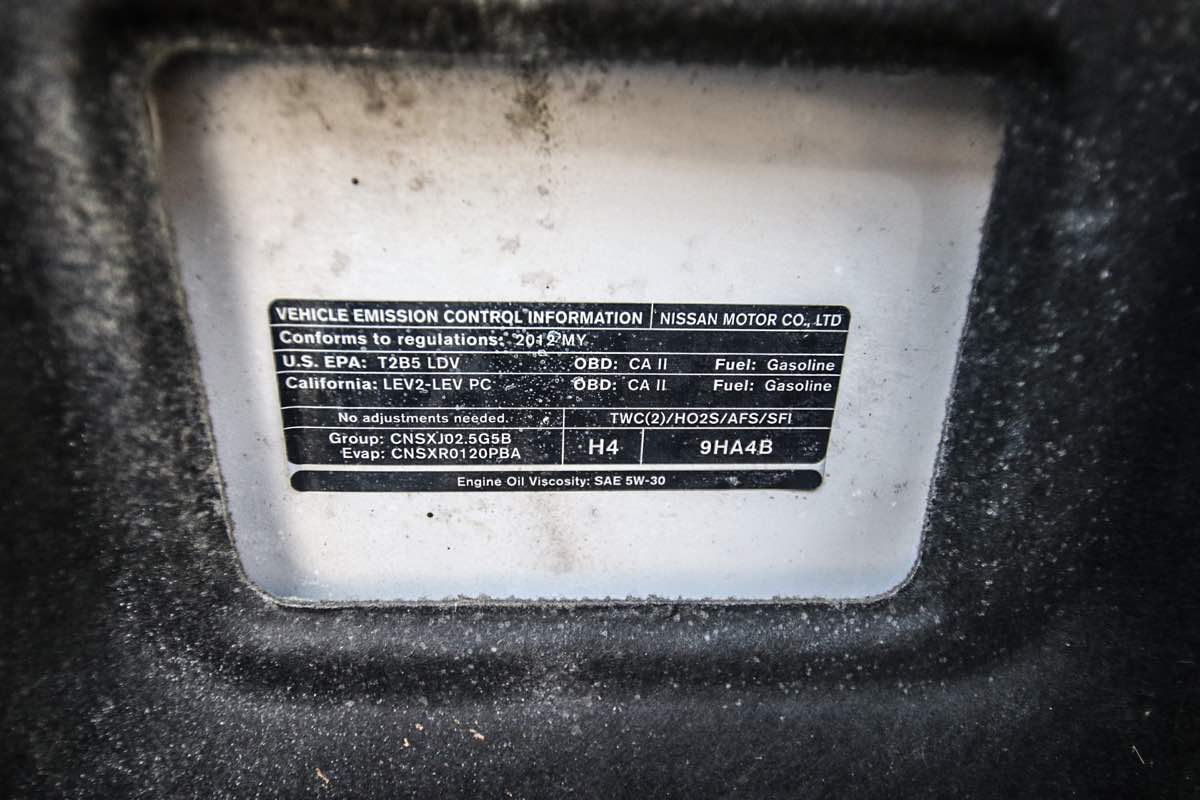 VEHICLE EMISSION CONTROL INFORMATION NISSAN MOTOR CO., LTD
Conforms to regulations: 2012 MY
U.S. EPA: T2B5 LDV OBD: CA II Fuel: Gasoline
California: LEV2-LEV PC OBD: CA II Fuel: Gasoline
No adjustments needed. TWC(2)/HO2S/AFS/SFI
Group: CNSXJ02.5G5B
Evap: CNSXR0120PBA
H4 9HA4B
Engine Oil Viscosity: SAE 5W-30